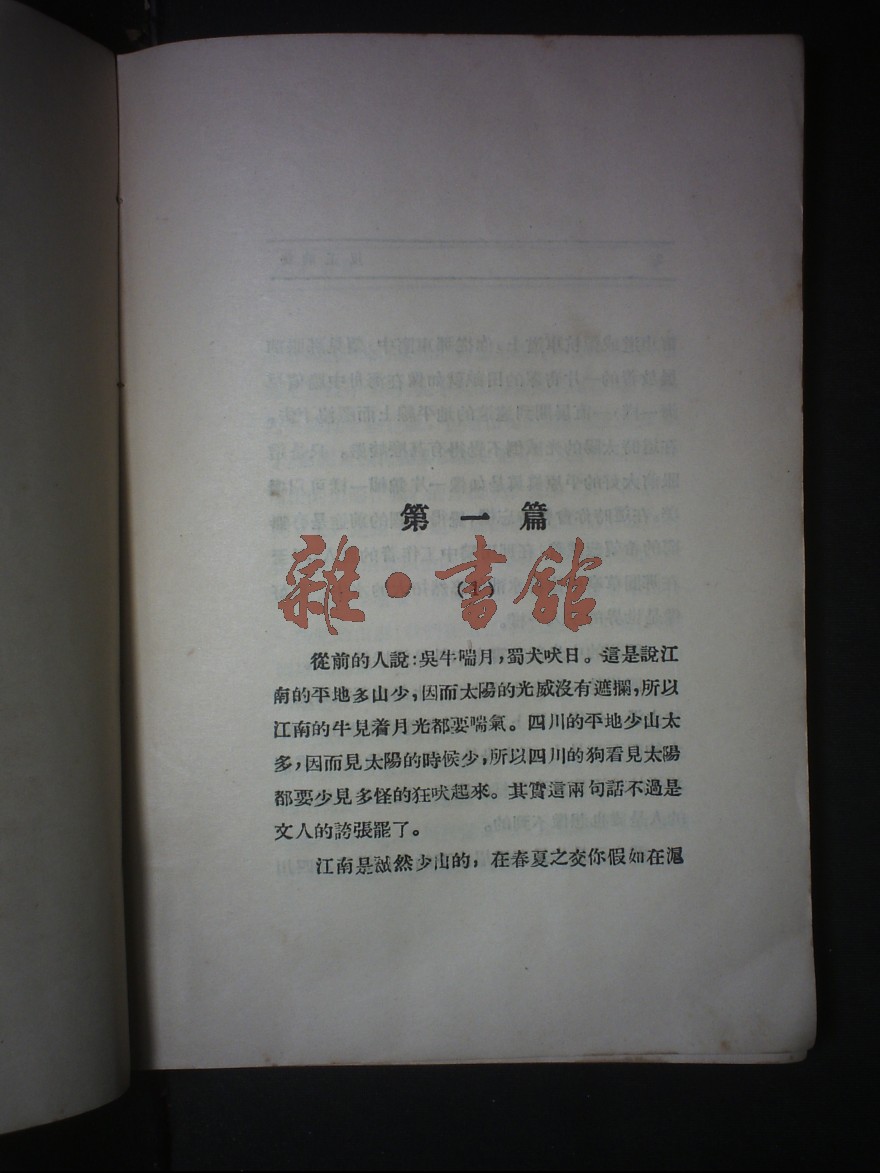 第一篇
雜·書館
(1)
從前的人說:吳牛喘月,蜀犬吠日。這是說江
南的平地多山少,因而太陽的光威沒有遮攔,所以
江南的牛見着月光都要喘氣。四川的平地少山太
多,因而見太陽的時候少,所以四川的狗看見太陽
都要少見多怪的狂吠起來。其實這兩句話不過是
文人的誇張罷了。
江南是誠然少山的,在春夏之交你假如在滬